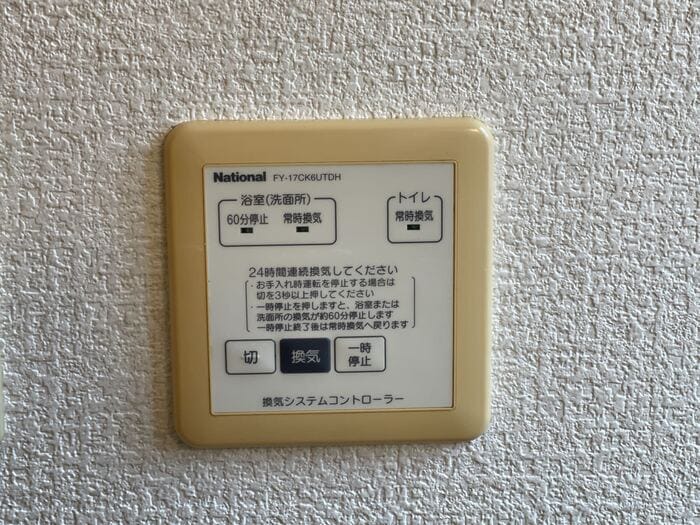 National FY-17CK6UTDH
浴室(洗面所)
60分停止 常時換気
トイレ
常時換気
24時間連続換気してください
・お手入れ時運転を停止する場合は
切を3秒以上押してください
・一時停止を押しますと、浴室または
洗面所の換気が約60分停止します
一時停止終了後は常時換気へ戻ります
切 換気 一時
停止
換気システムコントローラー